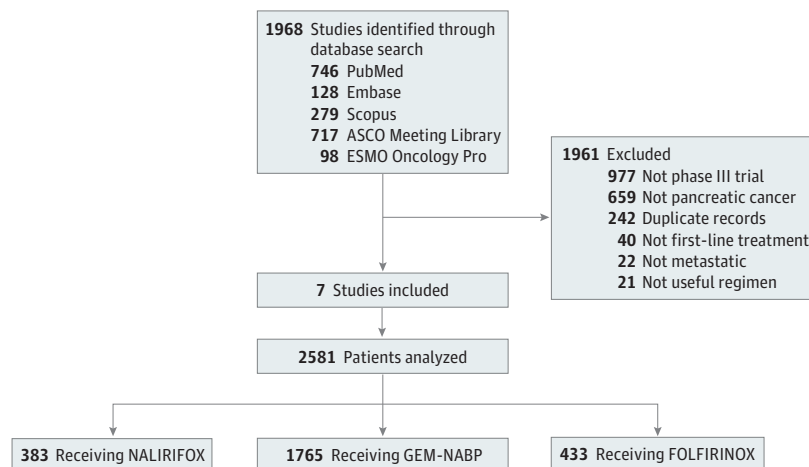 1968 Studies identified through
database search
746 PubMed
128 Embase
279 Scopus
717 ASCO Meeting Library
98 ESMO Oncology Pro
1961 Excluded
977 Not phase III trial
659 Not pancreatic cancer
242 Duplicate records
40 Not first-line treatment
22 Not metastatic
21 Not useful regimen
7 Studies included
2581 Patients analyzed
383 Receiving NALIRIFOX
1765 Receiving GEM-NABP
433 Receiving FOLFIRINOX